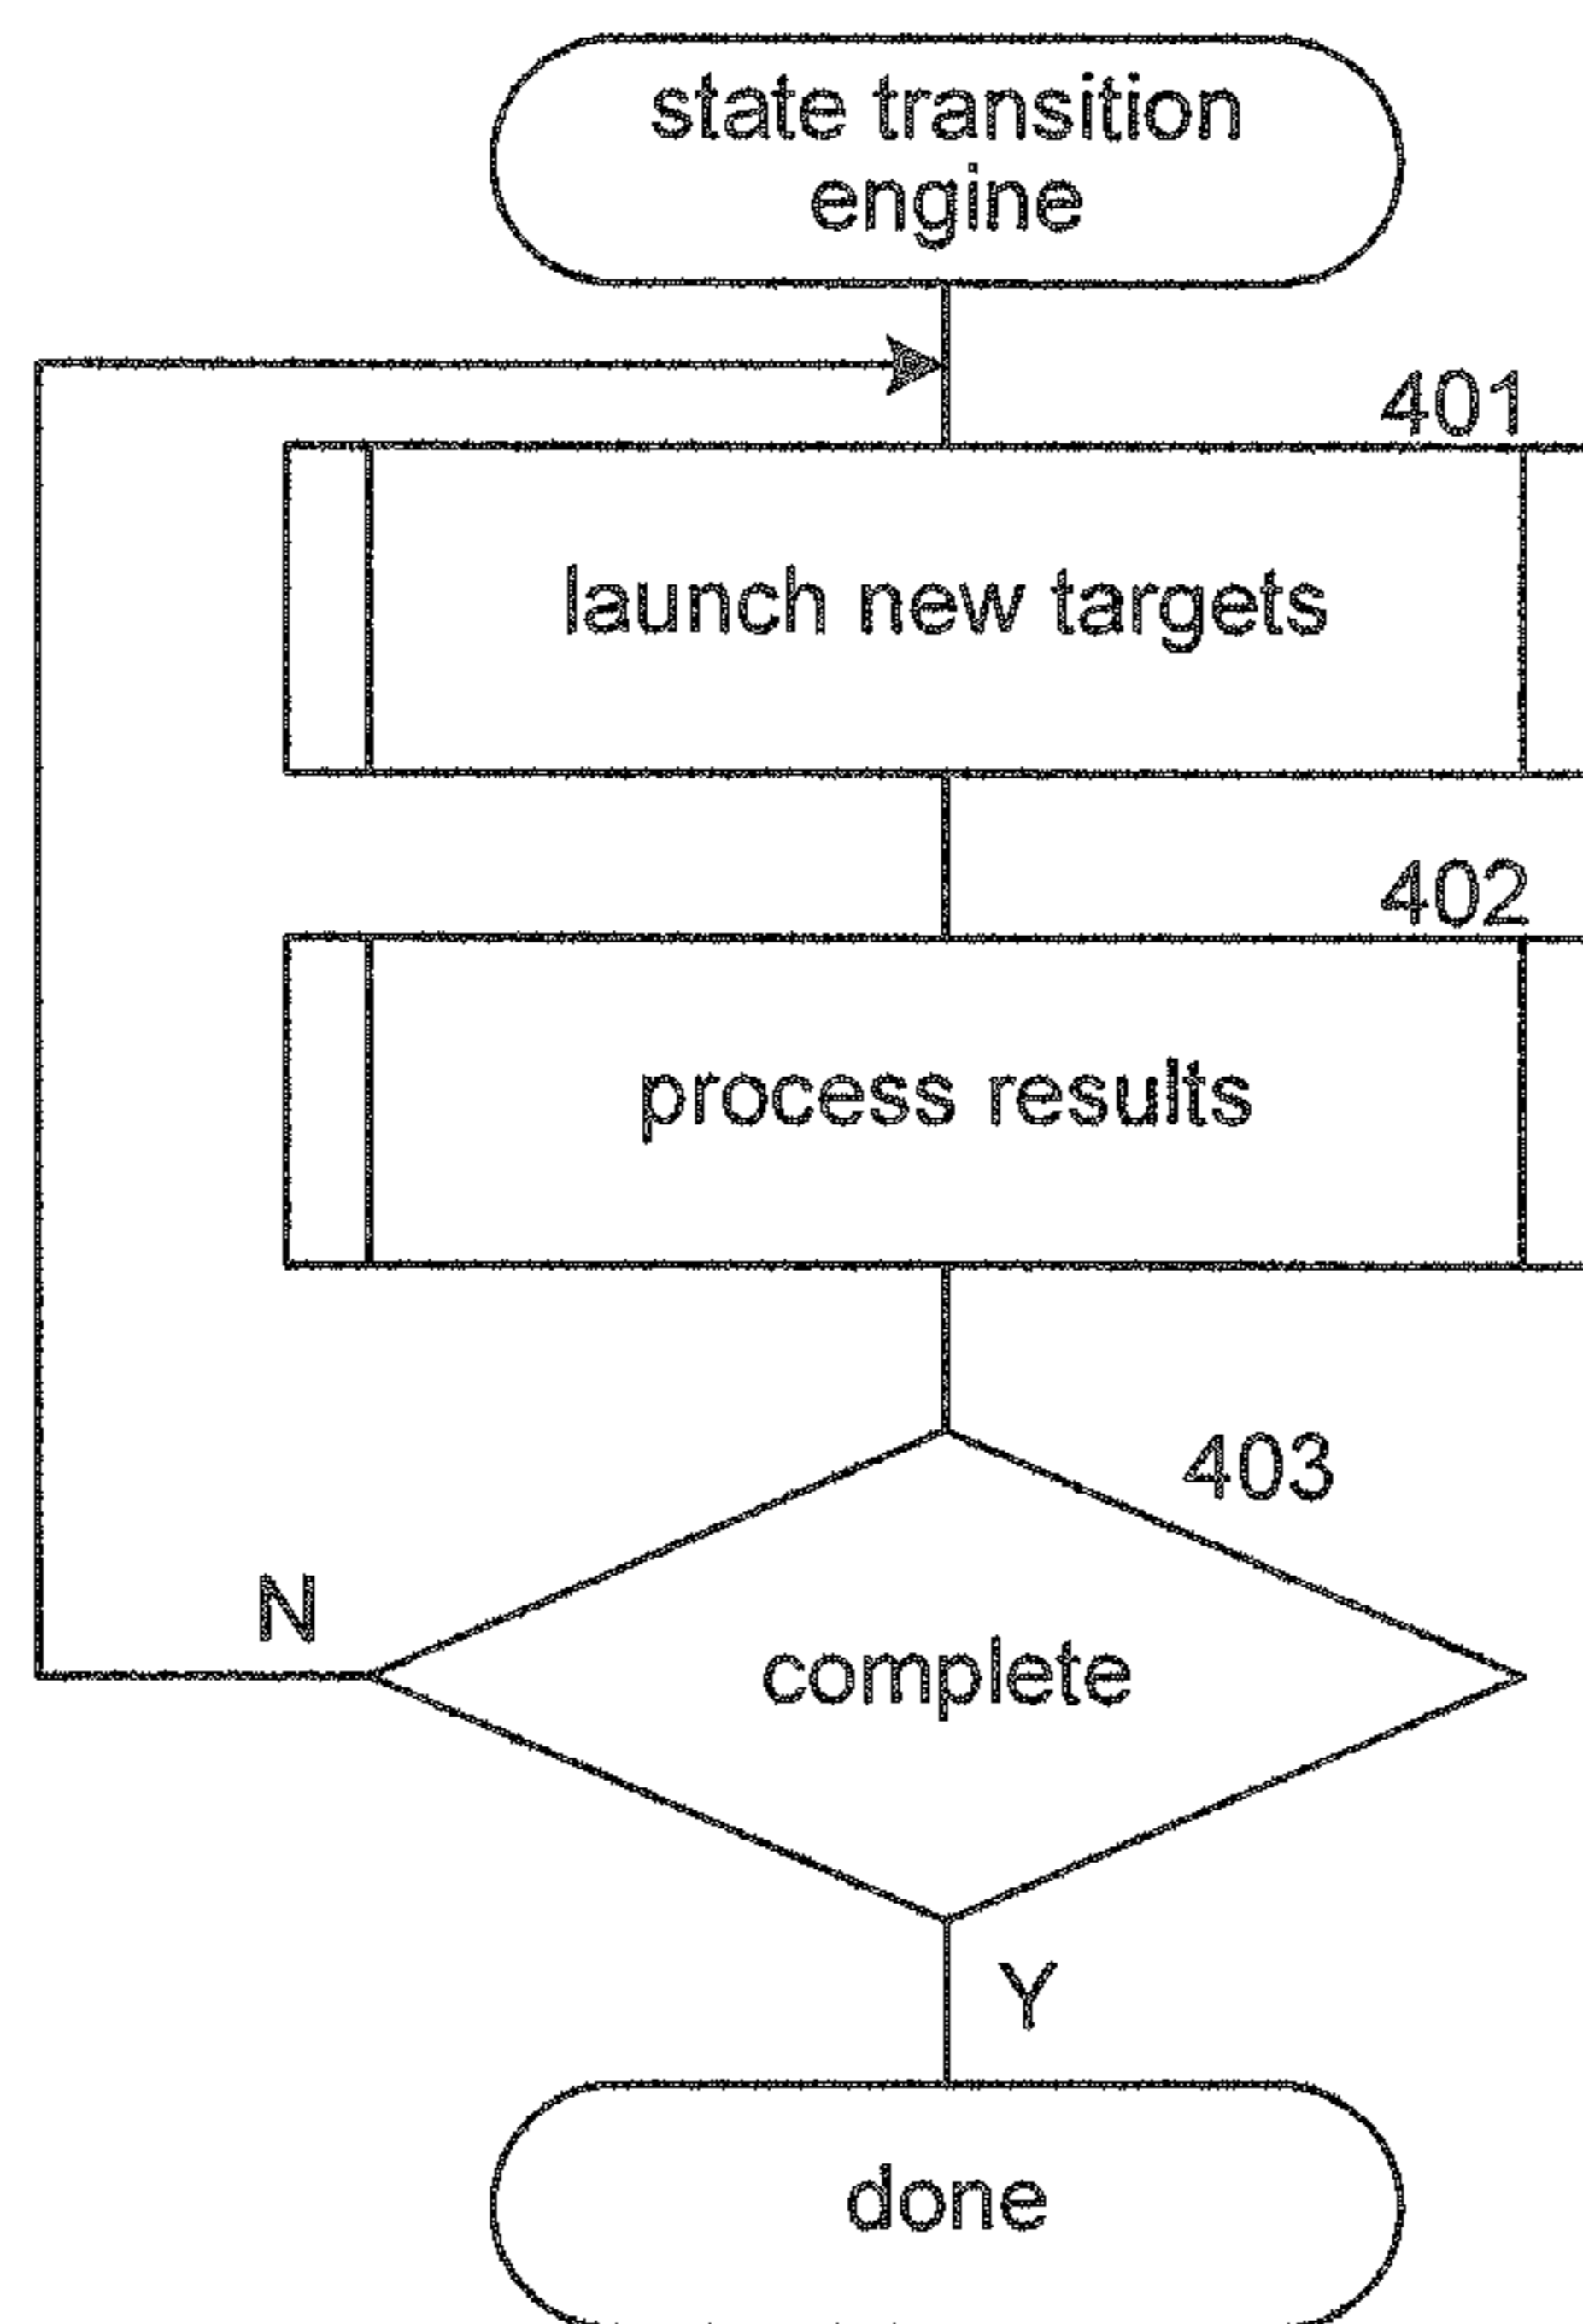 state transition
engine
401
launch new targets
402
process results
403
N
complete
Y
done